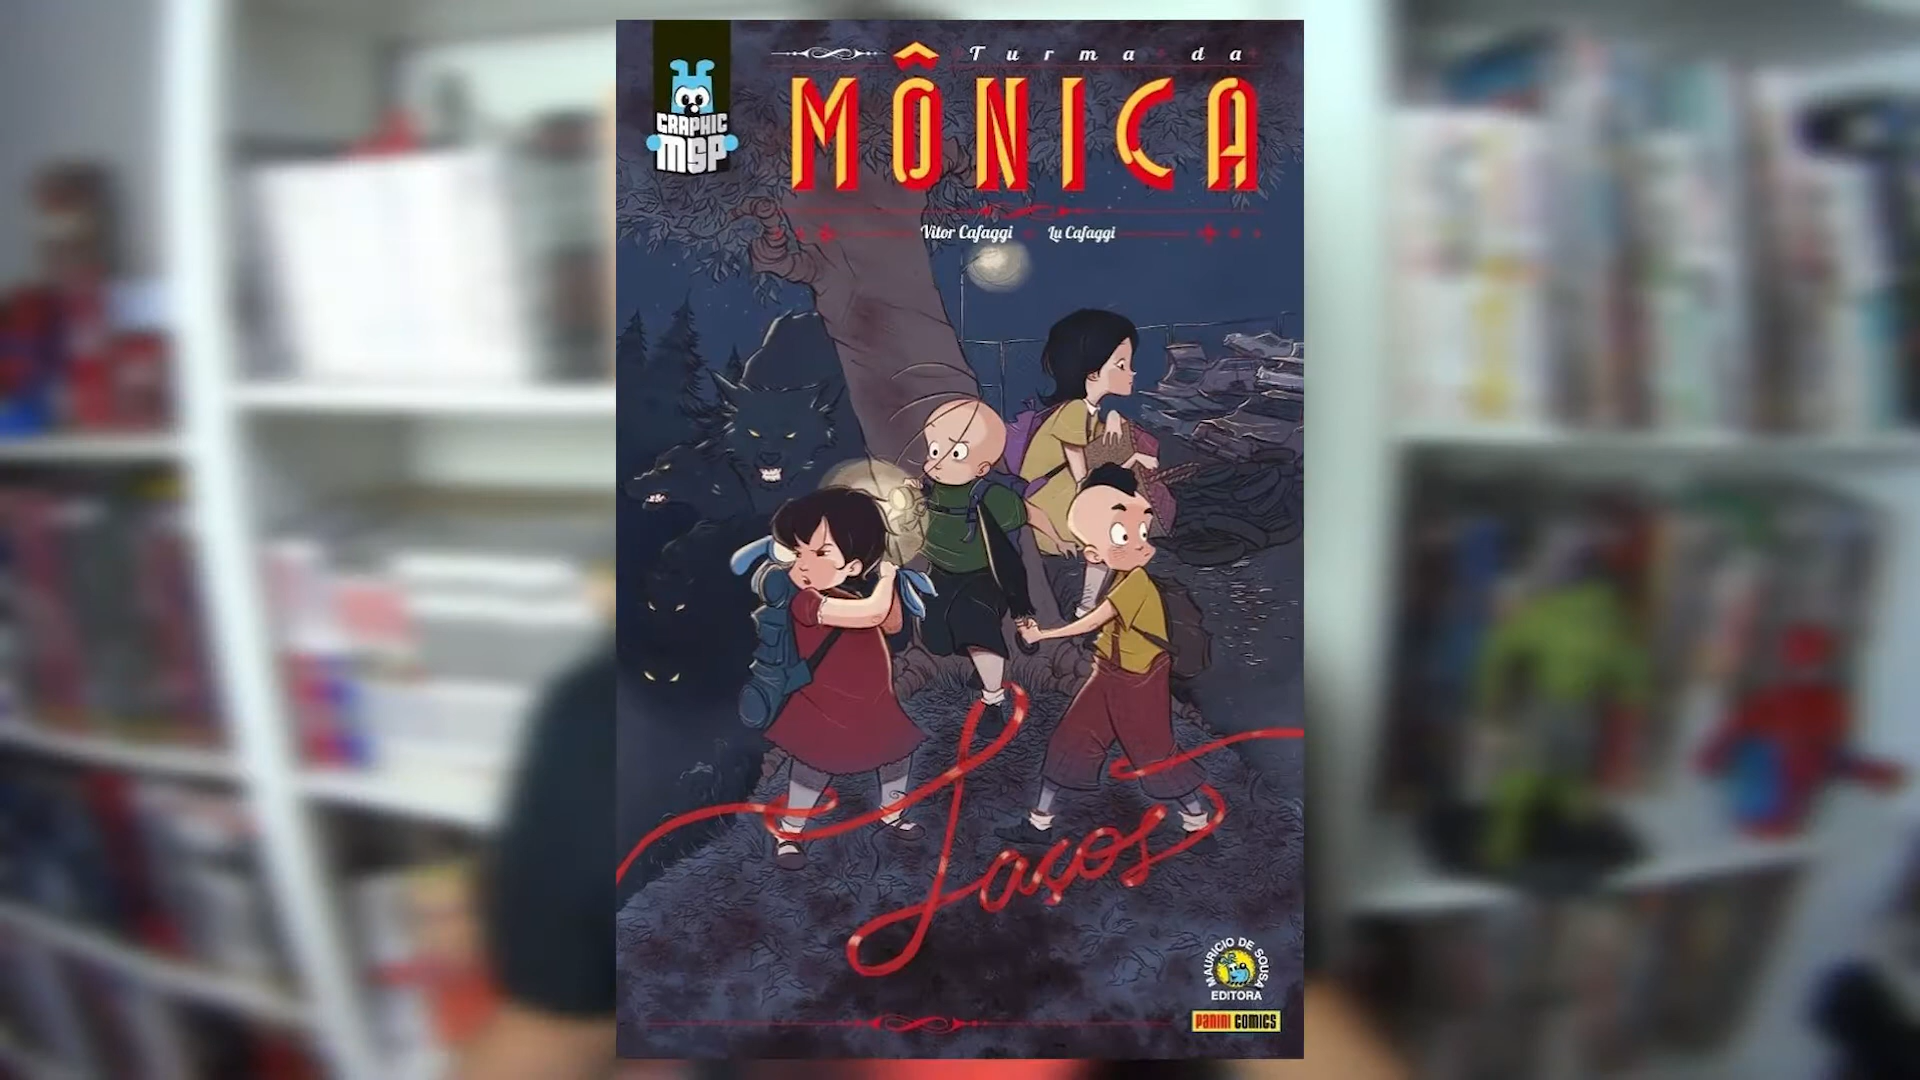 Turma da
MÔNICA
GRAPHIC
MSP
Vitor Cafaggi
Lu Cafaggi
Laços
MAURICIO DE SOUSA
EDITORA
PANINI COMICS